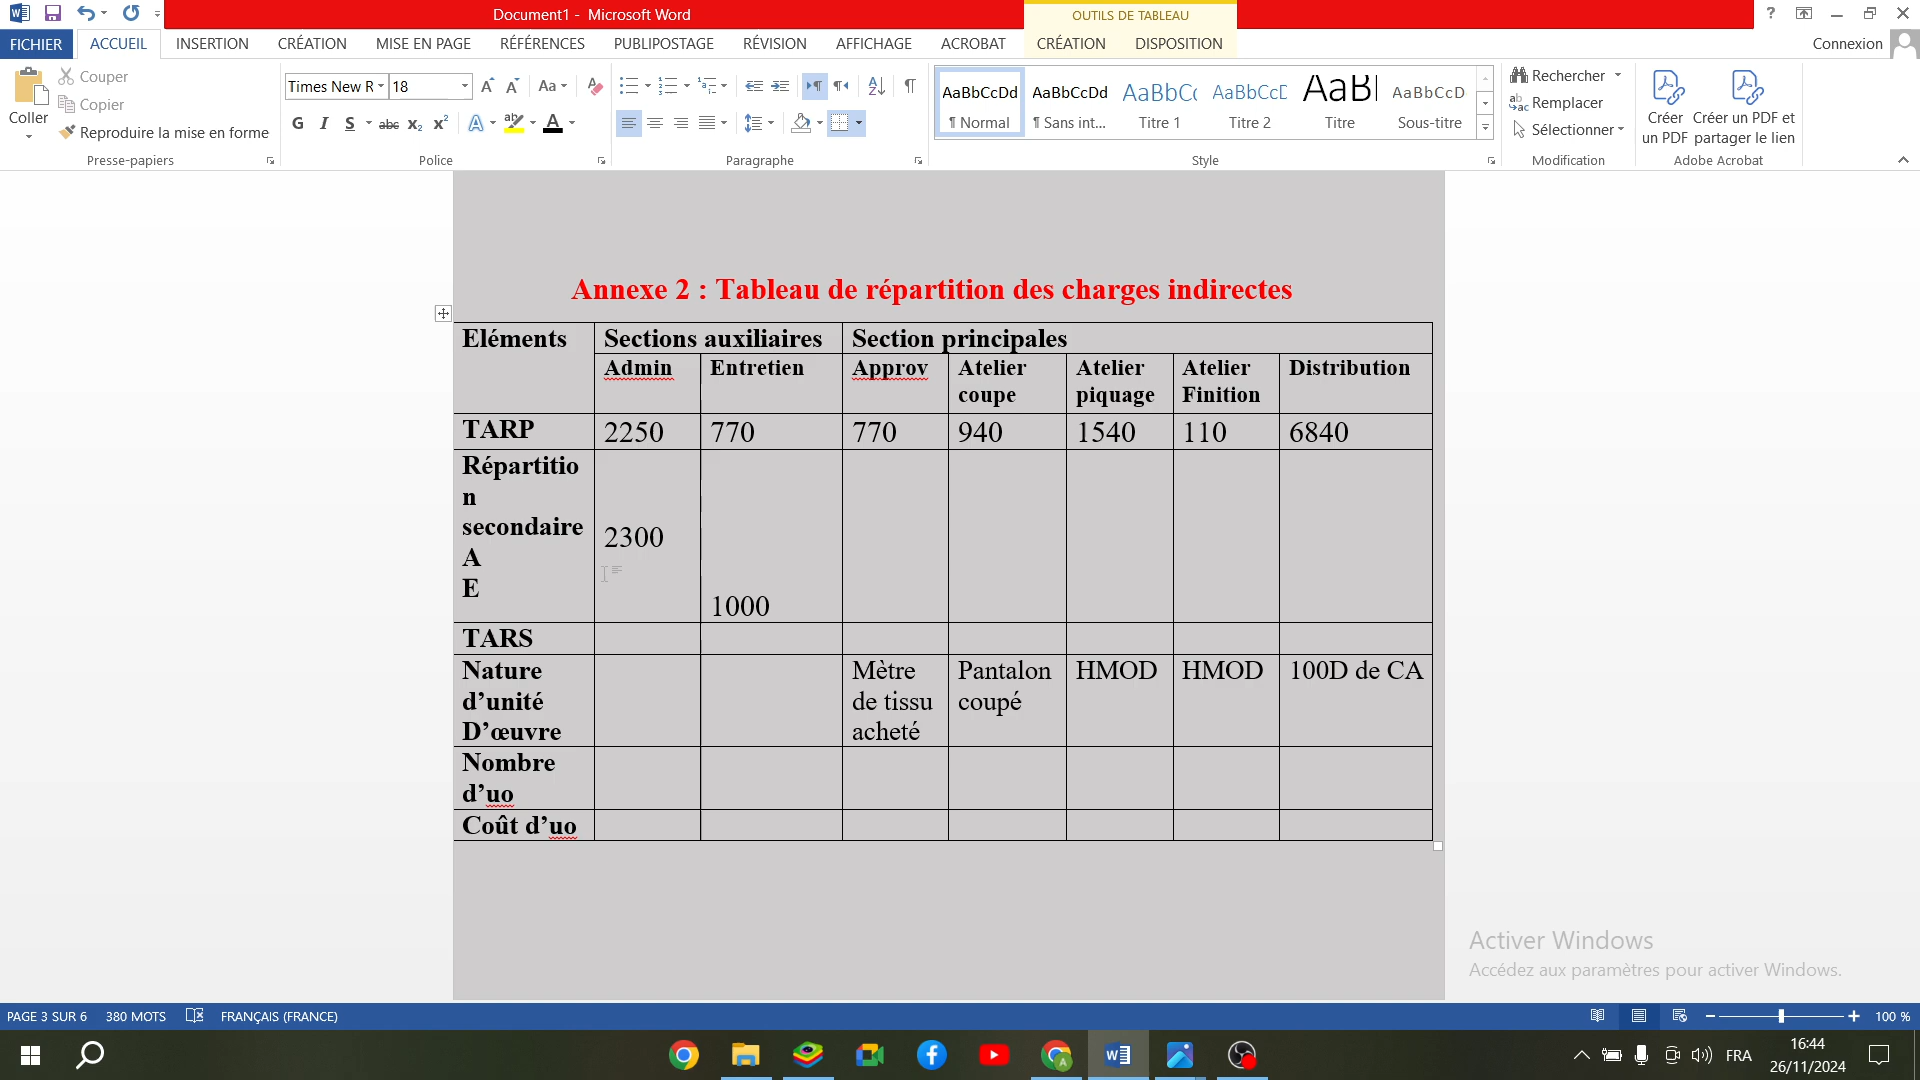 Document1 - Microsoft Word
OUTILS DE TABLEAU
FICHIER
ACCUEIL
INSERTION
CRÉATION
MISE EN PAGE
RÉFÉRENCES
PUBLIPOSTAGE
RÉVISION
AFFICHAGE
ACROBAT
CRÉATION
DISPOSITION
Connexion
Coller
Couper
Copier
Reproduire la mise en forme
Presse-papiers
Times New R
18
Aa
G I S abc X₂ X²
Police
Paragraphe
AaBbCcDd
¶ Normal
AaBbCcDd
¶ Sans int...
AaBbC(
Titre 1
AaBbCcE
Titre 2
AaBl
Titre
AaBbCcD
Sous-titre
Style
Rechercher
Remplacer
Sélectionner
Modification
Créer
un PDF
Créer un PDF et
partager le lien
Adobe Acrobat
Annexe 2 : Tableau de répartition des charges indirectes
Eléments
Sections auxiliaires
Section principales
Admin
Entretien
Approv
Atelier
coupe
Atelier
piquage
Atelier
Finition
Distribution
TARP
2250
770
770
940
1540
110
6840
Répartitio
n
secondaire
A
E
2300
1000
TARS
Nature
d’unité
D’œuvre
Mètre
de tissu
acheté
Pantalon
coupé
HMOD
HMOD
100D de CA
Nombre
d’uo
Coût d’uo
Activer Windows
Accédez aux paramètres pour activer Windows.
PAGE 3 SUR 6
380 MOTS
FRANÇAIS (FRANCE)
100 %
FRA
16:44
26/11/2024